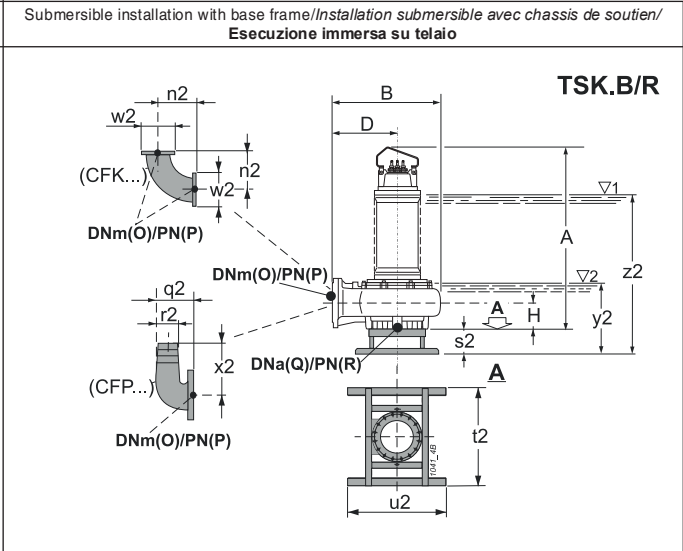 Submersible installation with base frame/Installation submersible avec chassis de soutien/
Esecuzione immersa su telaio
TSK.B/R
n2
w2
(CFK...)
n2
w2
DNm(O)/PN(P)
B
D
DNm(O)/PN(P)
q2
r2
x2
(CFP...)
DNm(O)/PN(P)
▽1
A
z2
▽2
A
H
y2
s2
DNa(Q)/PN(R)
A
t2
1041_4B
u2